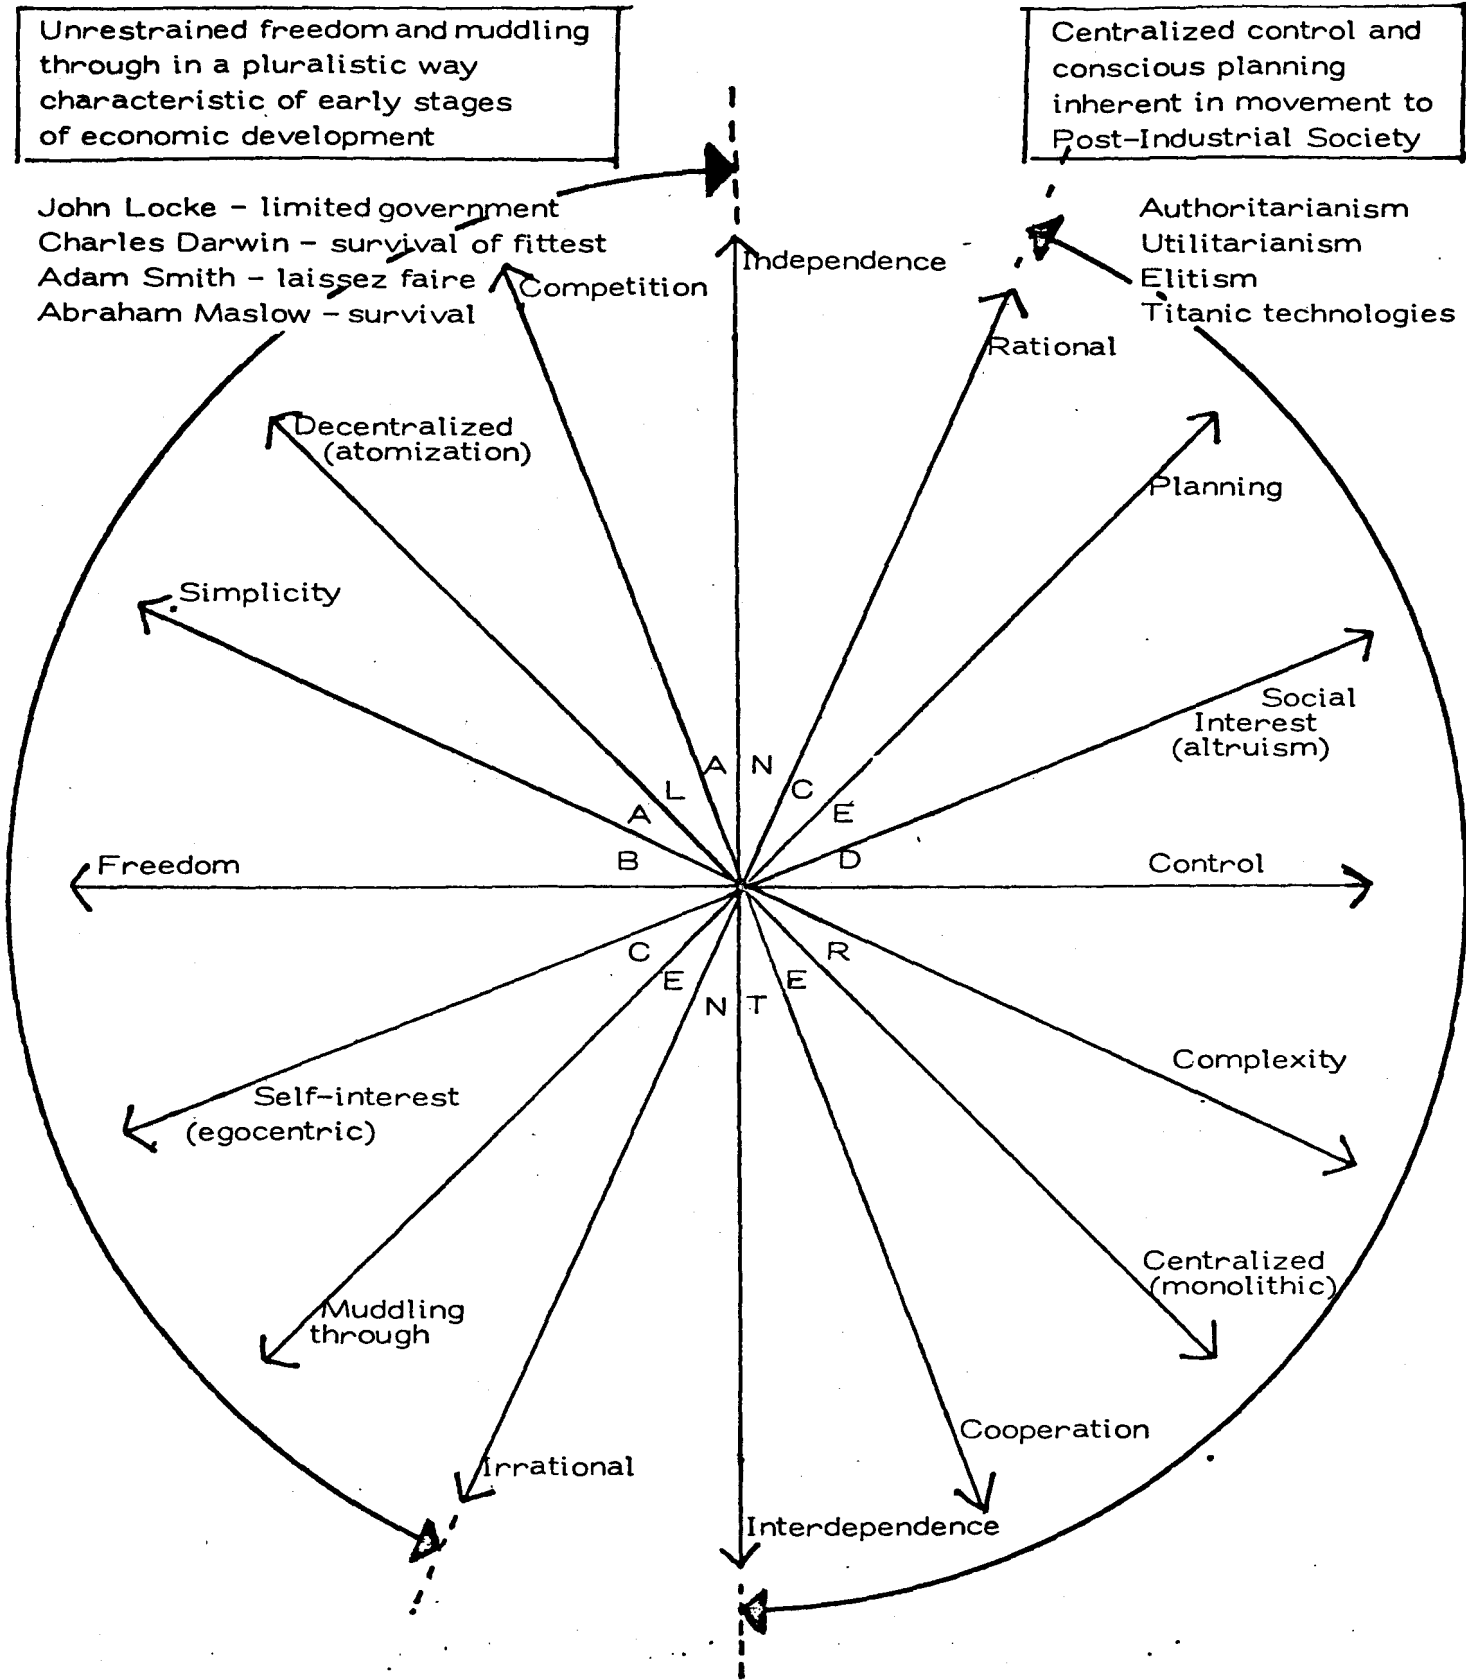 Unrestrained freedom and muddling
through in a pluralistic way
characteristic of early stages
of economic development
Centralized control and
conscious planning
inherent in movement to
Post-Industrial Society
John Locke - limited government
Charles Darwin - survival of fittest
Adam Smith - laissez faire
Abraham Maslow - survival
Authoritarianism
Utilitarianism
Elitism
Titanic technologies
Independence
Competition
Rational
Decentralized
(atomization)
Planning
Simplicity
Social
Interest
(altruism)
BALANCED
Freedom
Control
CENTER
Complexity
Self-interest
(egocentric)
Centralized
(monolithic)
Muddling
through
Cooperation
Irrational
Interdependence